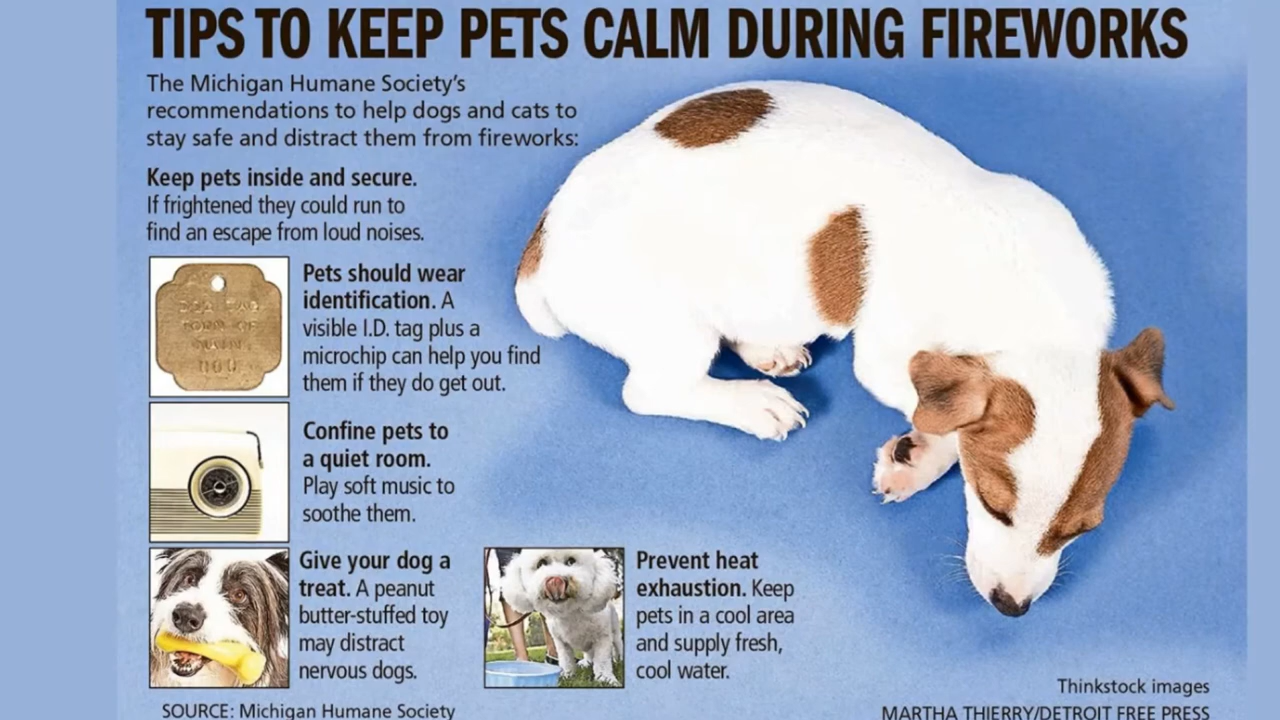 TIPS TO KEEP PETS CALM DURING FIREWORKS
The Michigan Humane Society's
recommendations to help dogs and cats to
stay safe and distract them from fireworks:
Keep pets inside and secure.
If frightened they could run to
find an escape from loud noises.
Pets should wear
identification. A
visible I.D. tag plus a
microchip can help you find
them if they do get out.
Confine pets to
a quiet room.
Play soft music to
soothe them.
Give your dog a
treat. A peanut
butter-stuffed toy
may distract
nervous dogs.
Prevent heat
exhaustion. Keep
pets in a cool area
and supply fresh,
cool water.
SOURCE: Michigan Humane Society
Thinkstock images
MARTHA THIERRY/DETROIT FREE PRESS